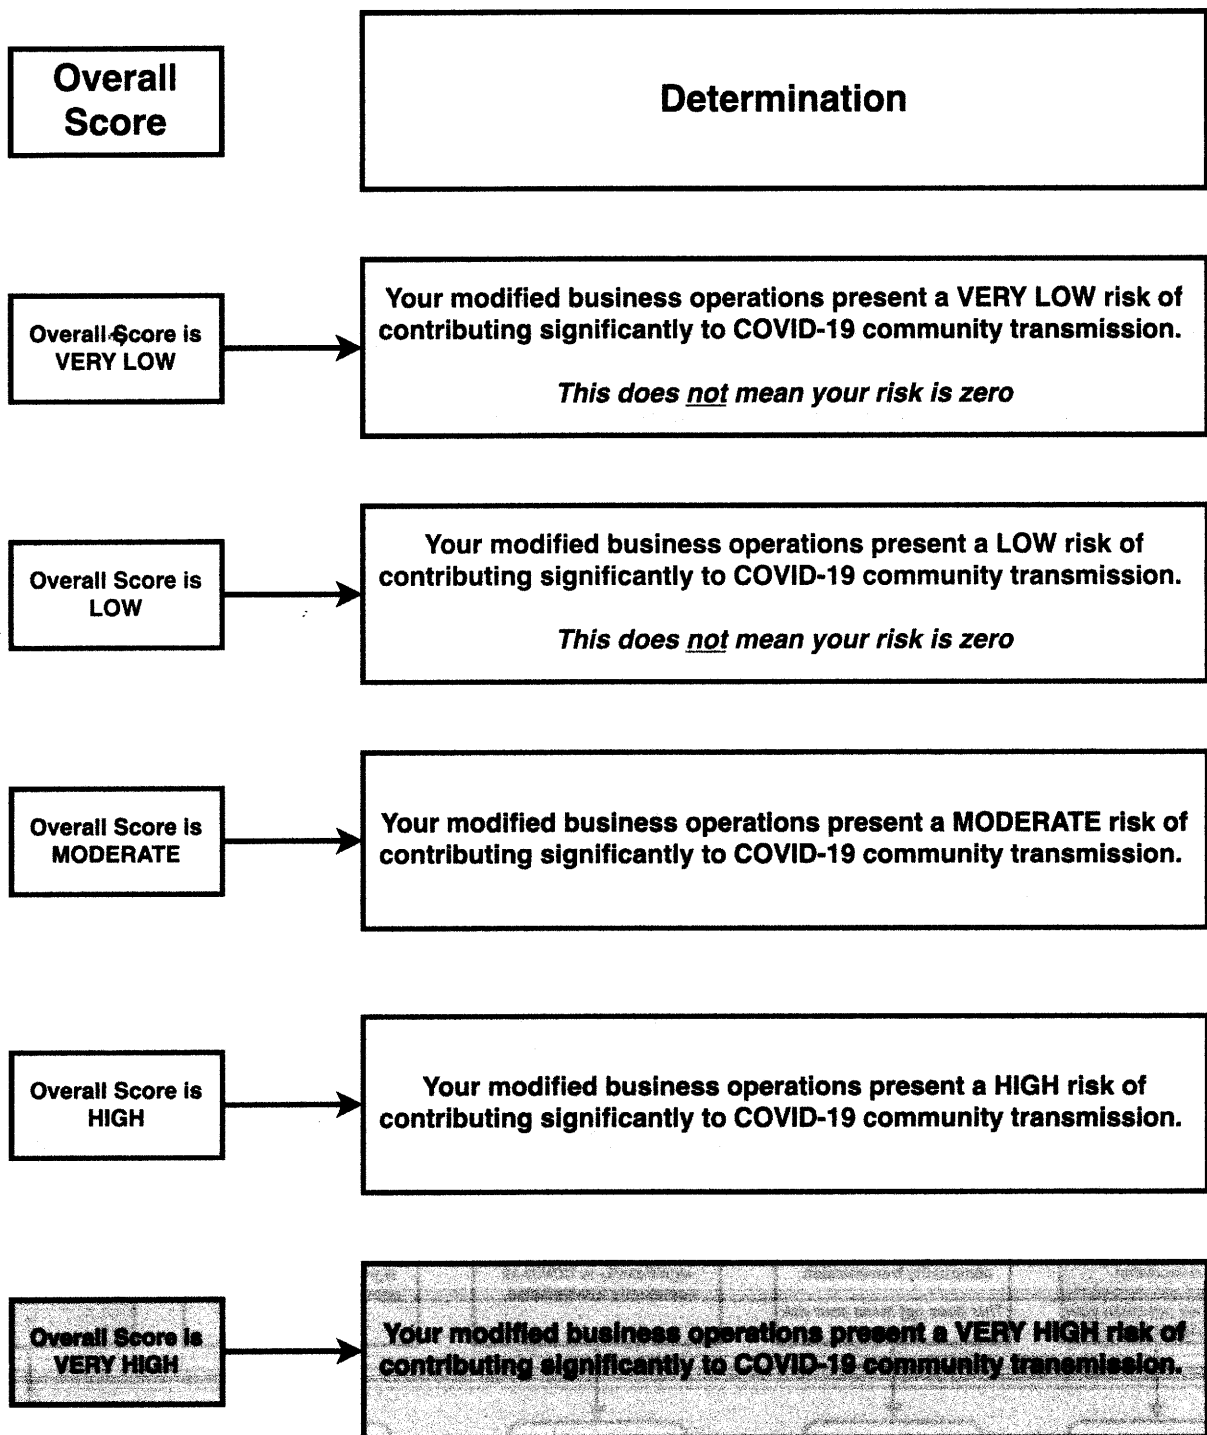 Overall
Score
Determination
Overall Score is
VERY LOW
Your modified business operations present a VERY LOW risk of
contributing significantly to COVID-19 community transmission.
This does not mean your risk is zero
Overall Score is
LOW
Your modified business operations present a LOW risk of
contributing significantly to COVID-19 community transmission.
This does not mean your risk is zero
Overall Score is
MODERATE
Your modified business operations present a MODERATE risk of
contributing significantly to COVID-19 community transmission.
Overall Score is
HIGH
Your modified business operations present a HIGH risk of
contributing significantly to COVID-19 community transmission.
Overall Score is
VERY HIGH
Your modified business operations present a VERY HIGH risk of
contributing significantly to COVID-19 community transmission.